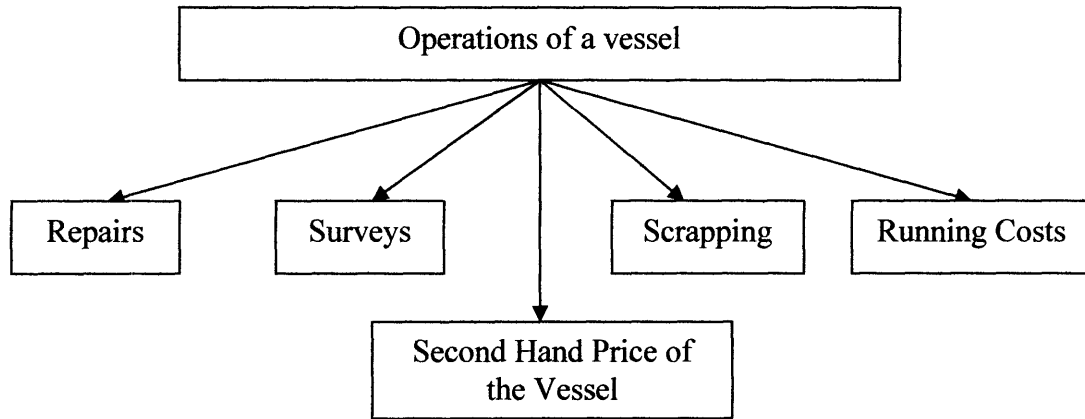 Operations of a vessel
Repairs
Surveys
Scrapping
Running Costs
Second Hand Price of
the Vessel